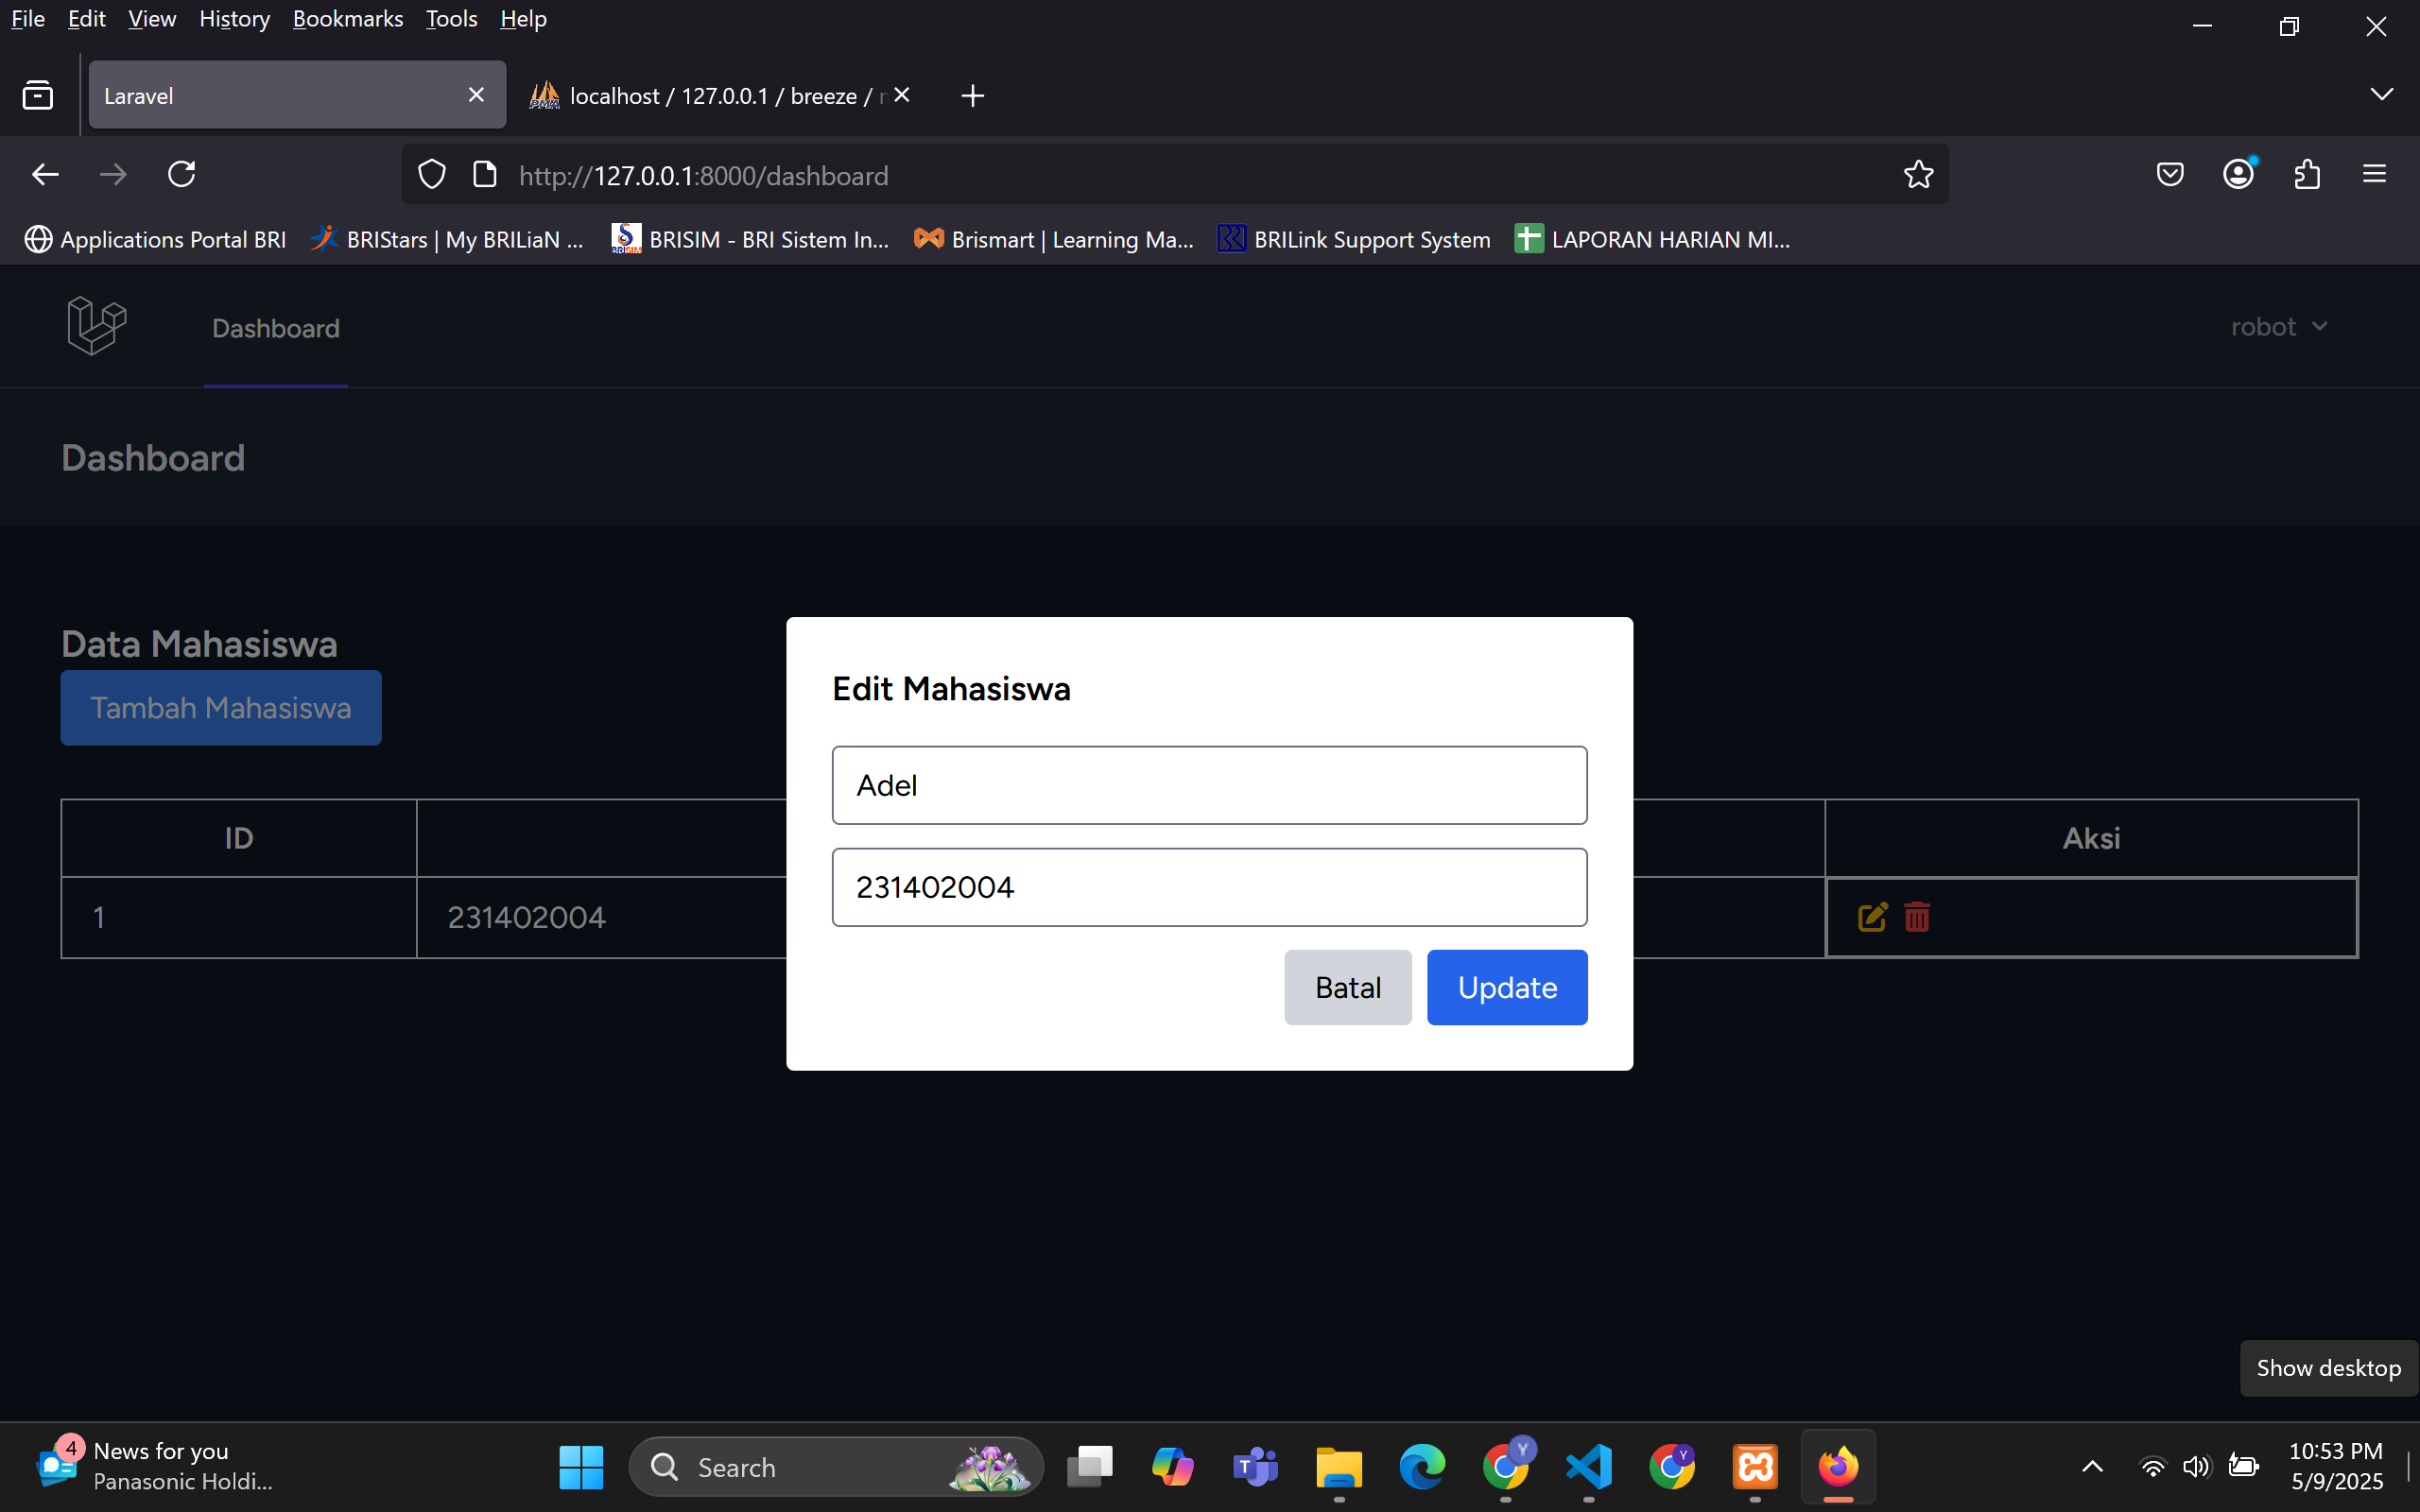 File Edit View History Bookmarks Tools Help
Laravel
localhost / 127.0.0.1 / breeze /
http://127.0.0.1:8000/dashboard
Applications Portal BRI BRIStars | My BRILiaN ... BRISIM - BRI Sistem In... Brismart | Learning Ma... BRILink Support System LAPORAN HARIAN MI...
Dashboard robot
Dashboard
Data Mahasiswa
Tambah Mahasiswa
ID Aksi
1 231402004
Edit Mahasiswa
Adel
231402004
Batal Update
Show desktop
4 News for you
Panasonic Holdi...
Search
10:53 PM
5/9/2025